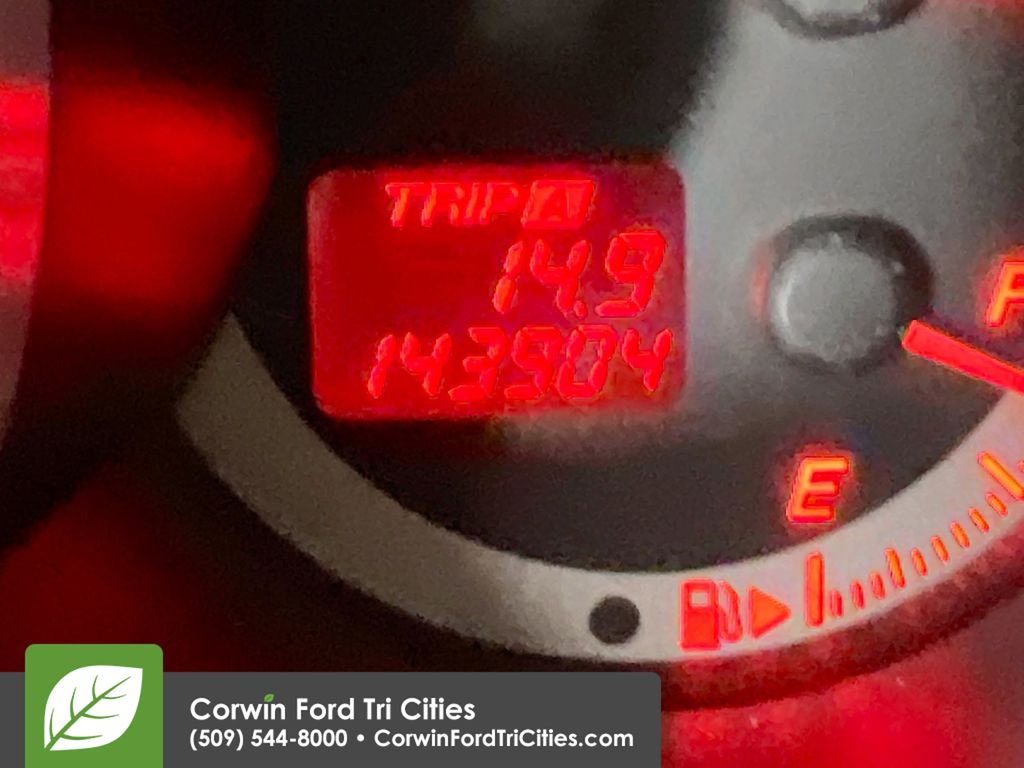 TRIP A
14.9
143904
F
E
Corwin Ford Tri Cities
(509) 544-8000 • CorwinFordTriCities.com